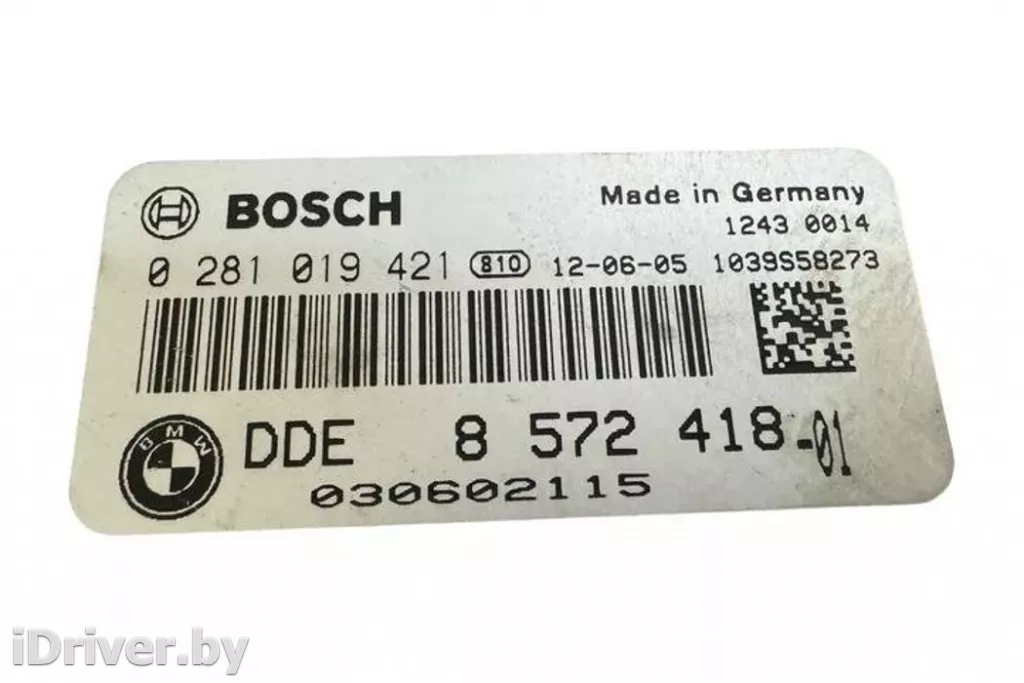 BOSCH
Made in Germany
1243 0014
0 281 019 421 810 12-06-05 1039S58273
BMW DDE 8 572 418-01
030602115
iDriver.by